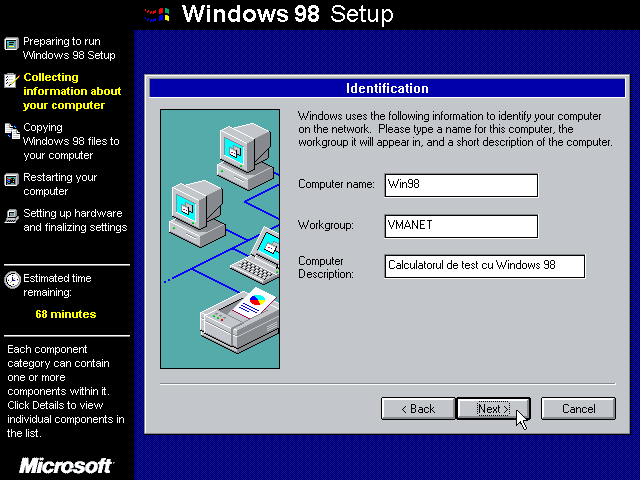 Windows 98 Setup
Preparing to run
Windows 98 Setup
Collecting
information about
your computer
Copying
Windows 98 files to
your computer
Restarting your
computer
Setting up hardware
and finalizing settings
Estimated time
remaining:
68 minutes
Each component
category can contain
one or more
components within it.
Click Details to view
individual components in
the list.
Microsoft
Identification
Windows uses the following information to identify your computer
on the network. Please type a name for this computer, the
workgroup it will appear in, and a short description of the computer.
Computer name: Win98
Workgroup: VMANET
Computer
Description: Calculatorul de test cu Windows 98
< Back Next > Cancel